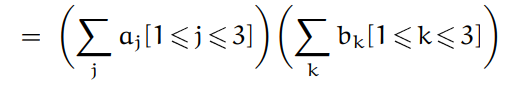 = (∑_j a_j[1 ⩽ j ⩽ 3]) (∑_k b_k[1 ⩽ k ⩽ 3])